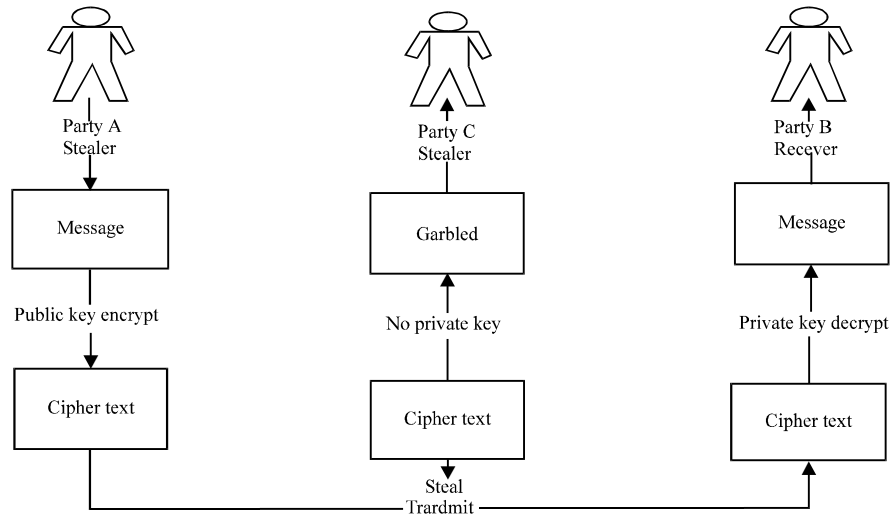 Party A
Stealer
Message
Public key encrypt
Cipher text
Party C
Stealer
Garbled
No private key
Cipher text
Steal
Trardmit
Party B
Recever
Message
Private key decrypt
Cipher text